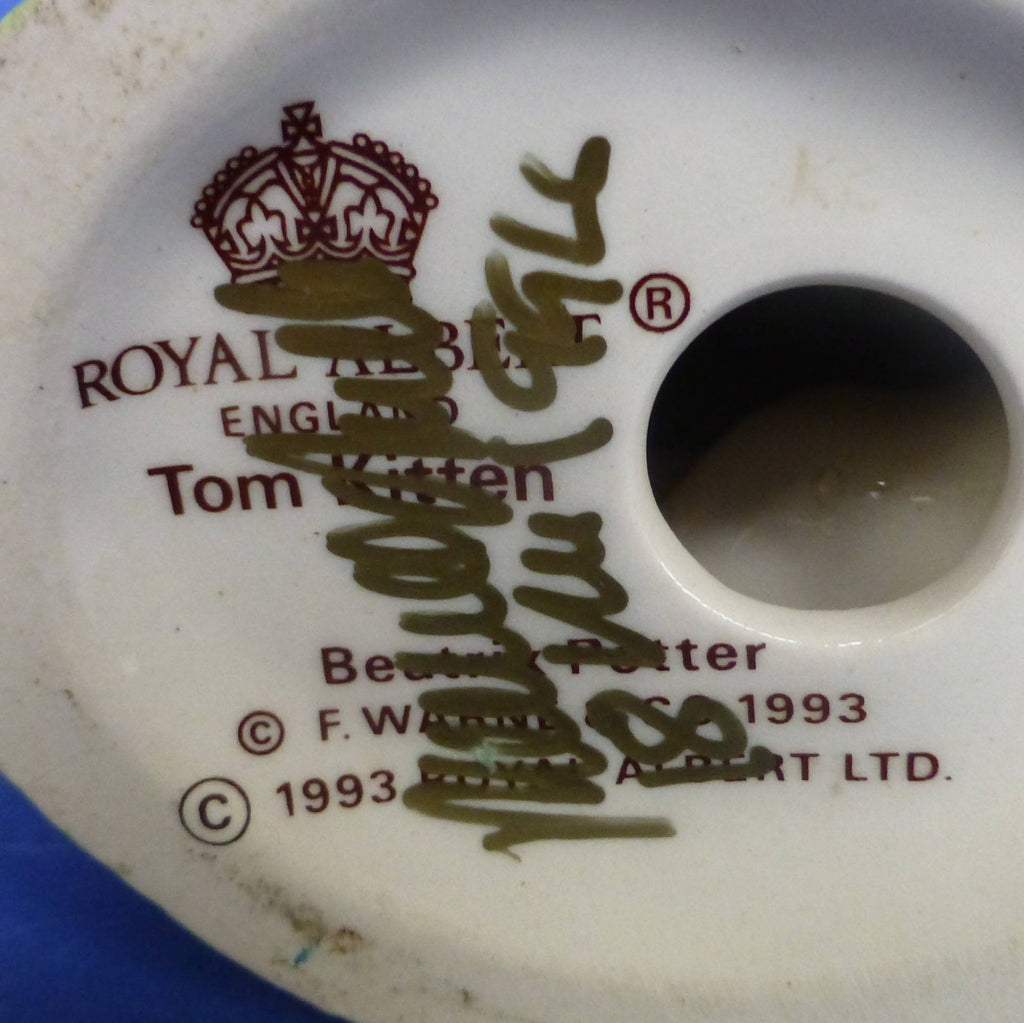 ROYAL ALBERT ®
ENGLAND
Tom Kitten
Beatrix Potter
© F. WARNE & CO 1993
© 1993 ROYAL ALBERT LTD.